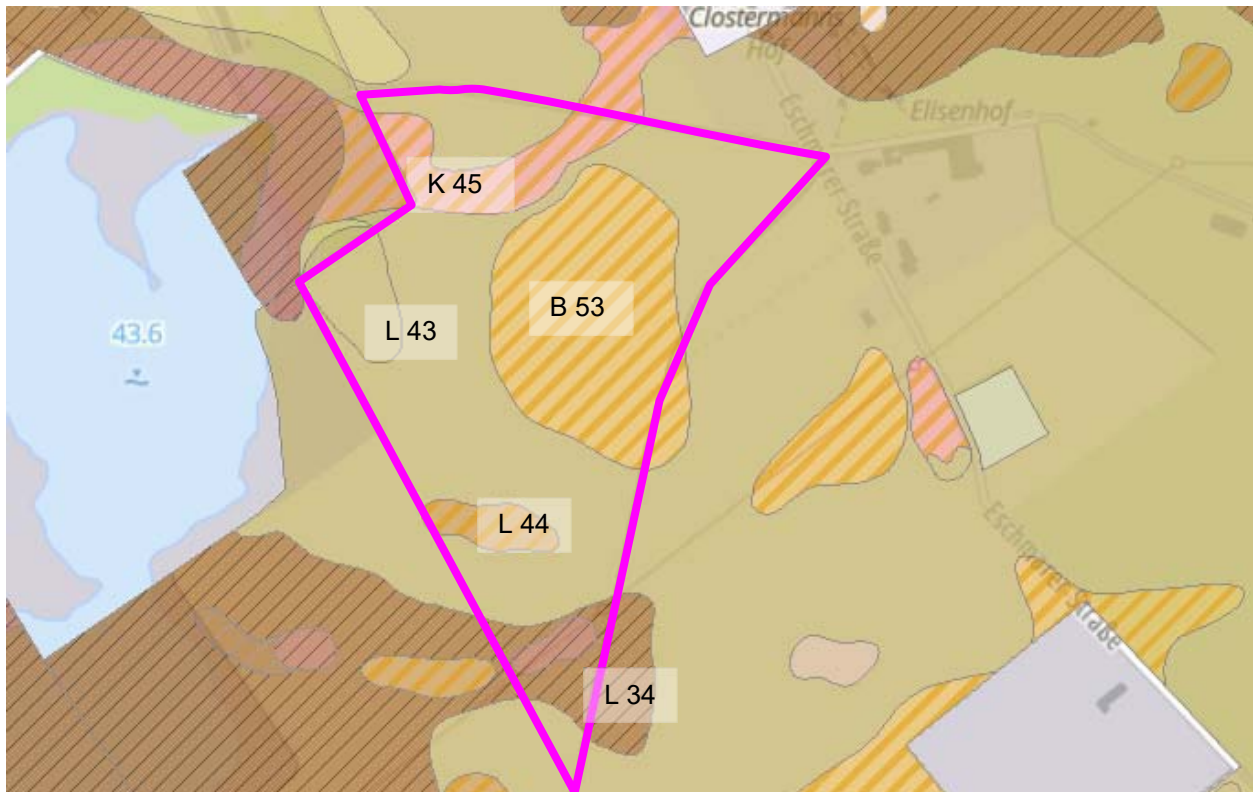 Clostermanns
Hof
Elisenhof
Eschmarer-Straße
K 45
B 53
L 43
43.6
L 44
Eschmarer-Straße
L 34